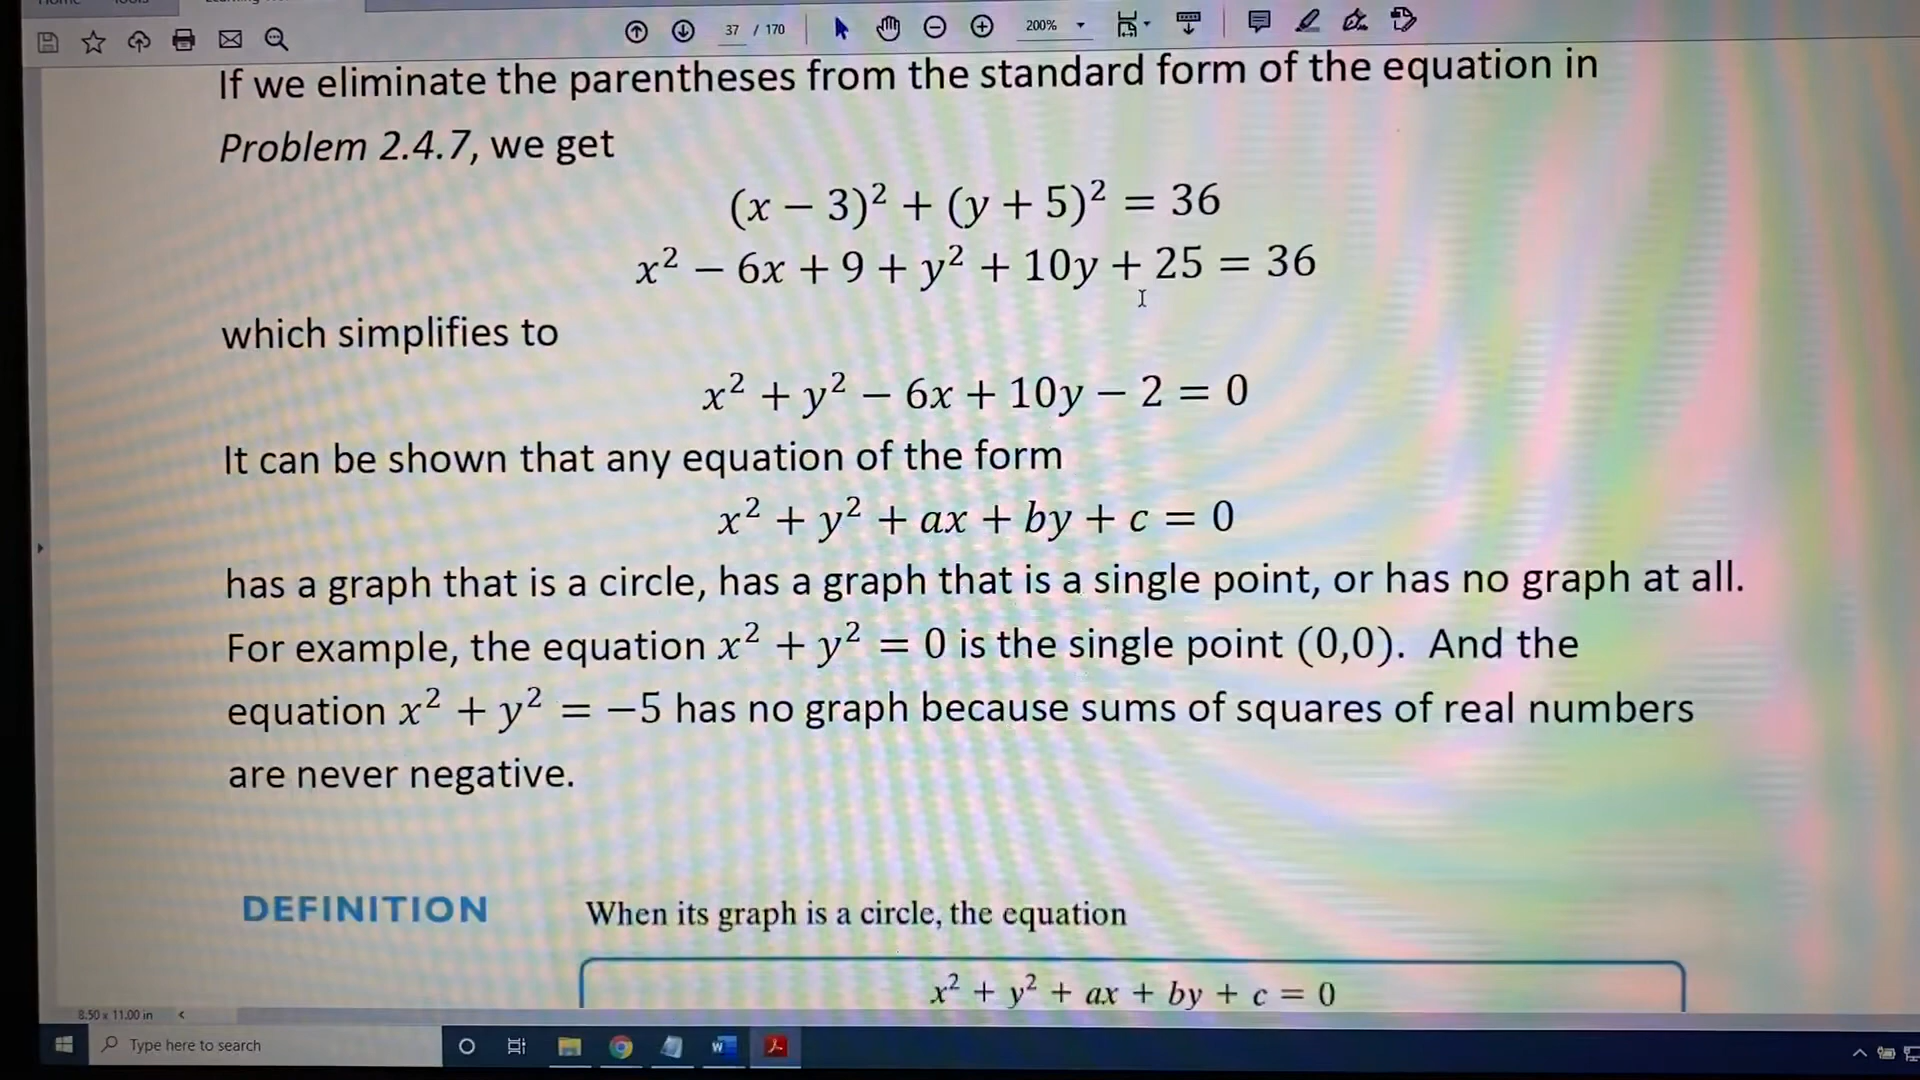 37 / 170
200%
If we eliminate the parentheses from the standard form of the equation in
Problem 2.4.7, we get
(x − 3)² + (y + 5)² = 36
x² − 6x + 9 + y² + 10y + 25 = 36
which simplifies to
x² + y² − 6x + 10y − 2 = 0
It can be shown that any equation of the form
x² + y² + ax + by + c = 0
has a graph that is a circle, has a graph that is a single point, or has no graph at all.
For example, the equation x² + y² = 0 is the single point (0,0). And the
equation x² + y² = −5 has no graph because sums of squares of real numbers
are never negative.
DEFINITION When its graph is a circle, the equation
x² + y² + ax + by + c = 0
8.50 x 11.00 in
Type here to search